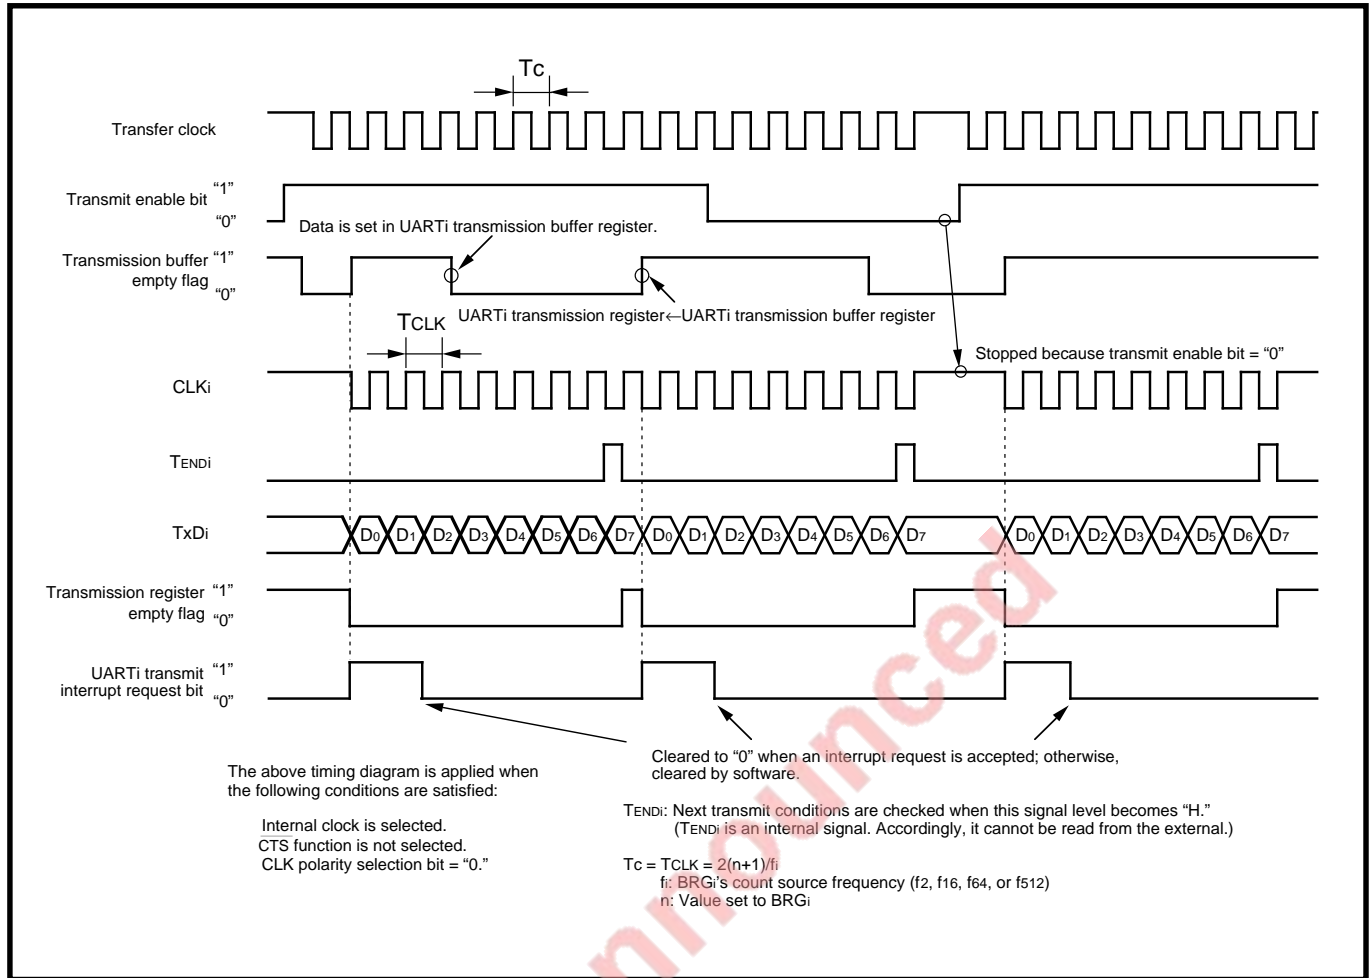 Tc
Transfer clock
Transmit enable bit “1”
“0”
Data is set in UARTi transmission buffer register.
Transmission buffer “1”
empty flag
“0”
UARTi transmission register←UARTi transmission buffer register
TCLK
Stopped because transmit enable bit = “0”
CLKi
TENDi
TxDi
D0 D1 D2 D3 D4 D5 D6 D7 D0 D1 D2 D3 D4 D5 D6 D7 D0 D1 D2 D3 D4 D5 D6 D7
Transmission register “1”
empty flag
“0”
UARTi transmit “1”
interrupt request bit
“0”
Cleared to “0” when an interrupt request is accepted; otherwise,
cleared by software.
The above timing diagram is applied when
the following conditions are satisfied:
Internal clock is selected.
CTS function is not selected.
CLK polarity selection bit = “0.”
TENDi: Next transmit conditions are checked when this signal level becomes “H.”
(TENDi is an internal signal. Accordingly, it cannot be read from the external.)
Tc = TCLK = 2(n+1)/fi
fi: BRGi’s count source frequency (f2, f16, f64, or f512)
n: Value set to BRGi
nnounced